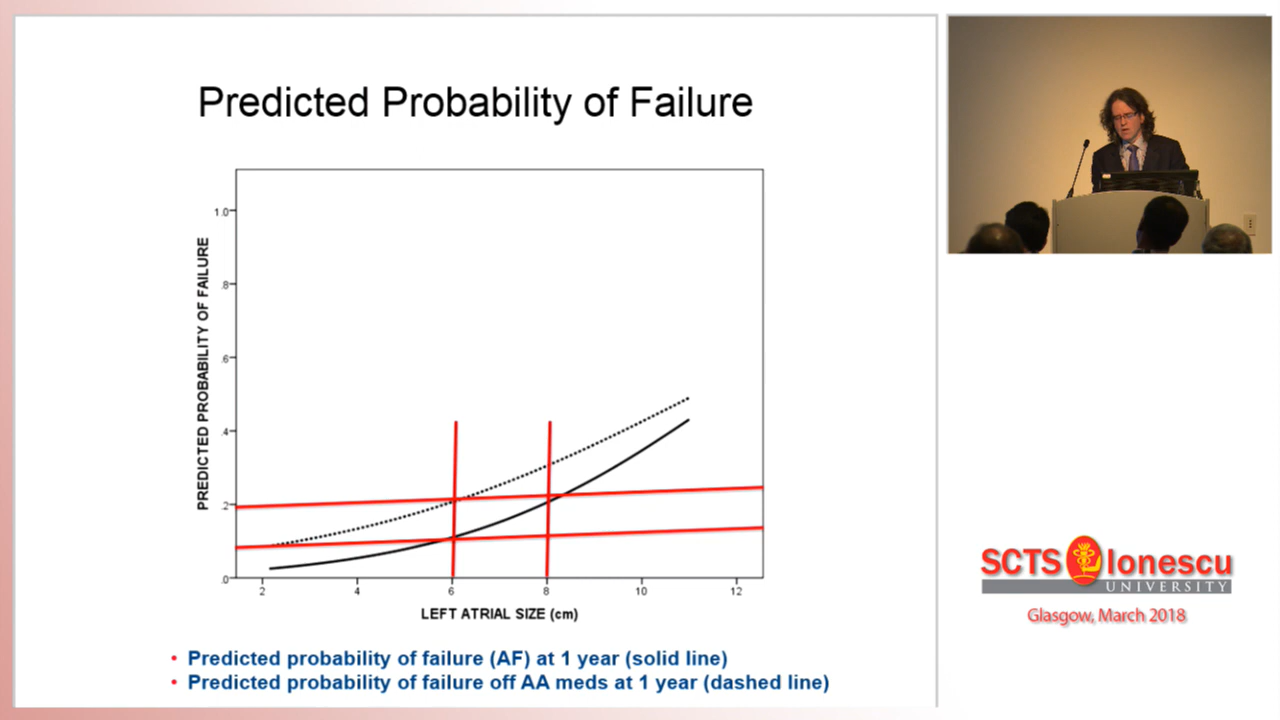 Predicted Probability of Failure
PREDICTED PROBABILITY OF FAILURE
1.0
.8
.6
.4
.2
.0
2 4 6 8 10 12
LEFT ATRIAL SIZE (cm)
• Predicted probability of failure (AF) at 1 year (solid line)
• Predicted probability of failure off AA meds at 1 year (dashed line)
SCTS Ionescu
UNIVERSITY
Glasgow, March 2018